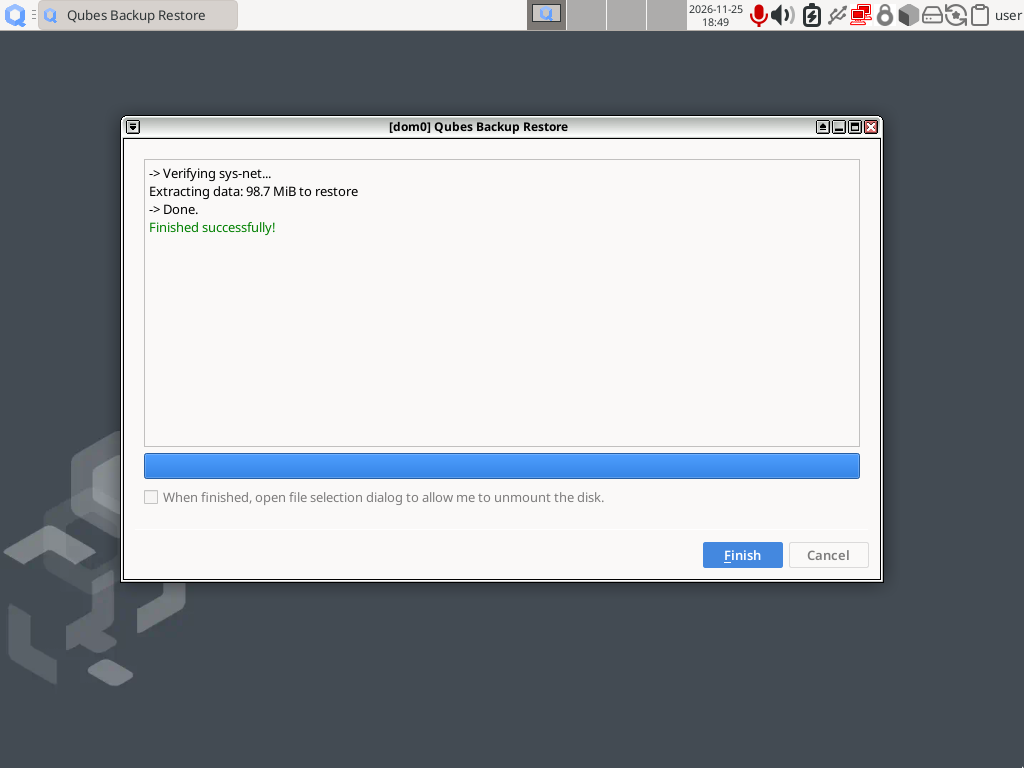 Qubes Backup Restore
2026-11-25
18:49
user
[dom0] Qubes Backup Restore
-> Verifying sys-net...
Extracting data: 98.7 MiB to restore
-> Done.
Finished successfully!
When finished, open file selection dialog to allow me to unmount the disk.
Finish
Cancel